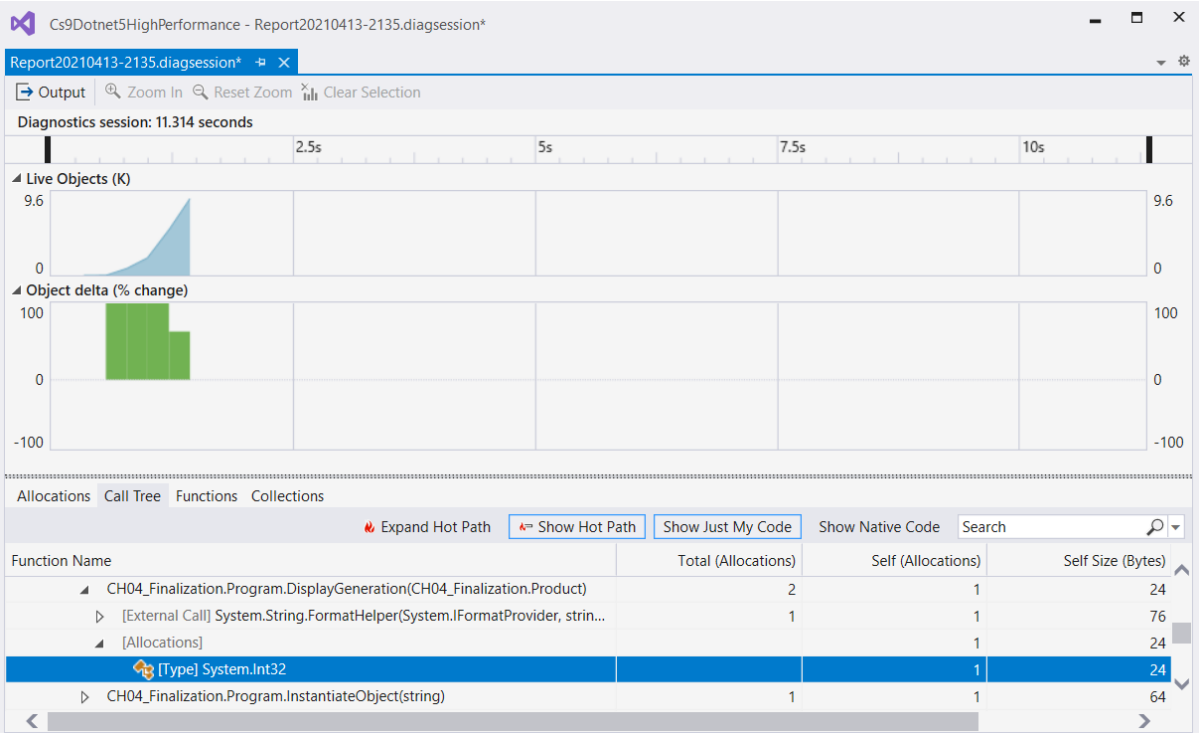 Cs9Dotnet5HighPerformance - Report20210413-2135.diagsession*
Report20210413-2135.diagsession*
Output Zoom In Reset Zoom Clear Selection
Diagnostics session: 11.314 seconds
2.5s 5s 7.5s 10s
Live Objects (K)
9.6 9.6
0 0
Object delta (% change)
100 100
0 0
-100 -100
Allocations Call Tree Functions Collections
Expand Hot Path Show Hot Path Show Just My Code Show Native Code Search
Function Name Total (Allocations) Self (Allocations) Self Size (Bytes)
CH04_Finalization.Program.DisplayGeneration(CH04_Finalization.Product) 2 1 24
[External Call] System.String.FormatHelper(System.IFormatProvider, strin... 1 1 76
[Allocations] 1 24
[Type] System.Int32 1 24
CH04_Finalization.Program.InstantiateObject(string) 1 1 64